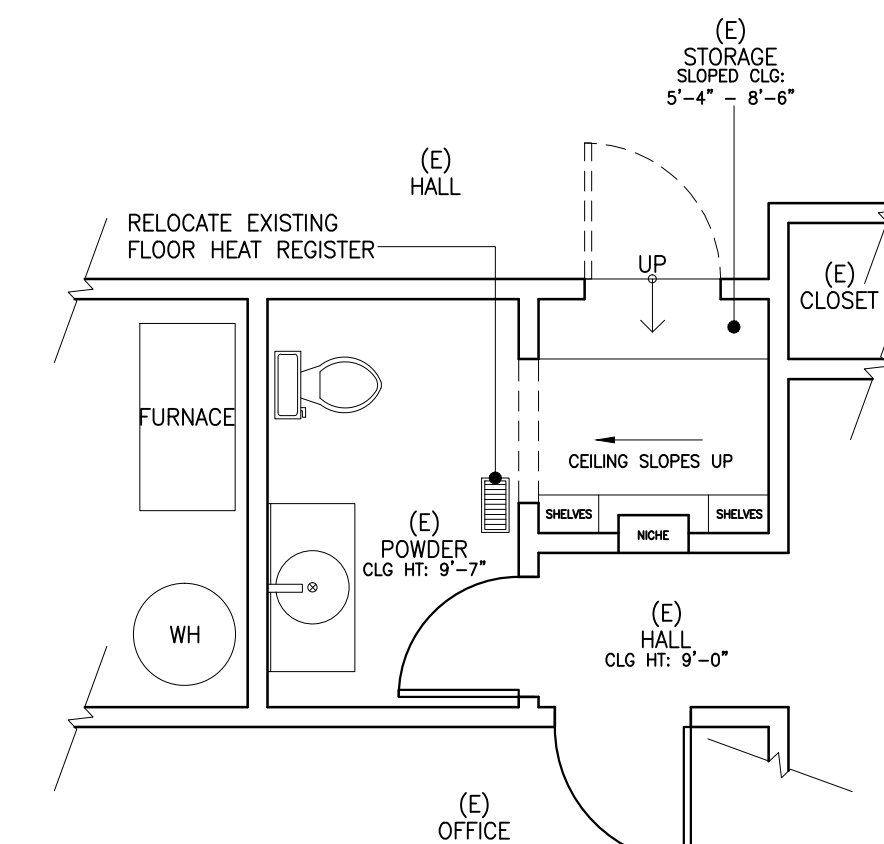 (E)
STORAGE
SLOPED CLG:
5'-4" - 8'-6"
(E)
HALL
RELOCATE EXISTING
FLOOR HEAT REGISTER
UP
(E)
CLOSET
FURNACE
CEILING SLOPES UP
SHELVES
SHELVES
NICHE
(E)
POWDER
CLG HT: 9'-7"
WH
(E)
HALL
CLG HT: 9'-0"
(E)
OFFICE